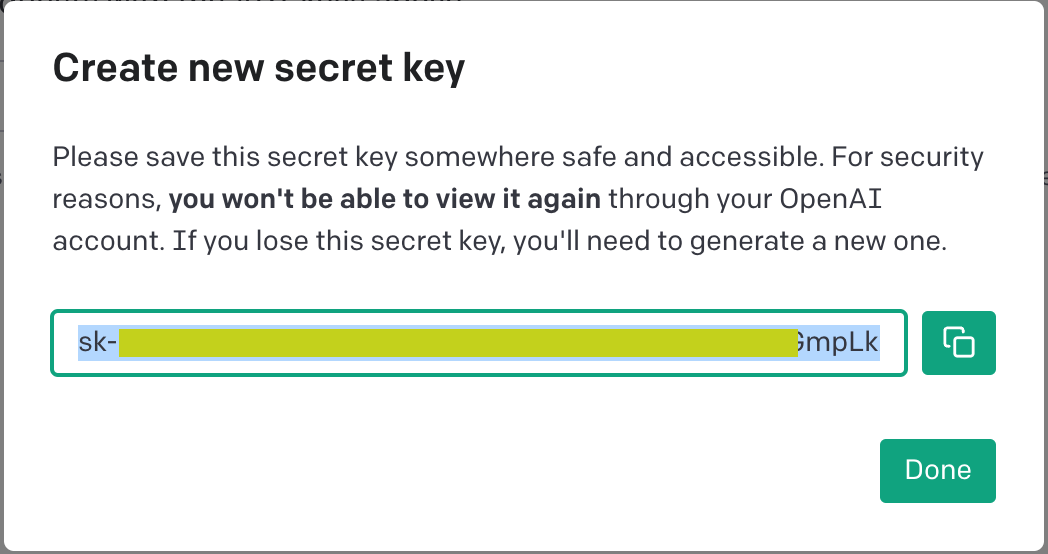 Create new secret key
Please save this secret key somewhere safe and accessible. For security
reasons, you won't be able to view it again through your OpenAI
account. If you lose this secret key, you'll need to generate a new one.
sk- GmpLk
Done